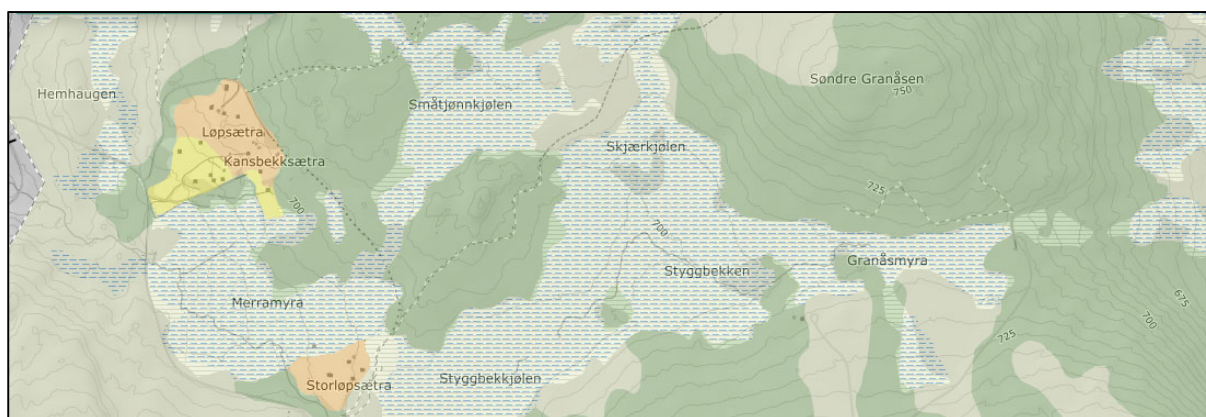 Søndre Granåsen
750
Hemhaugen
Småtjønnkjølen
Løpsætra
Skjærkjølen
Kansbekksætra
725
700
700
Granåsmyra
Styggbekken
675
Merramyra
700
725
Styggbekkjølen
Storløpsætra